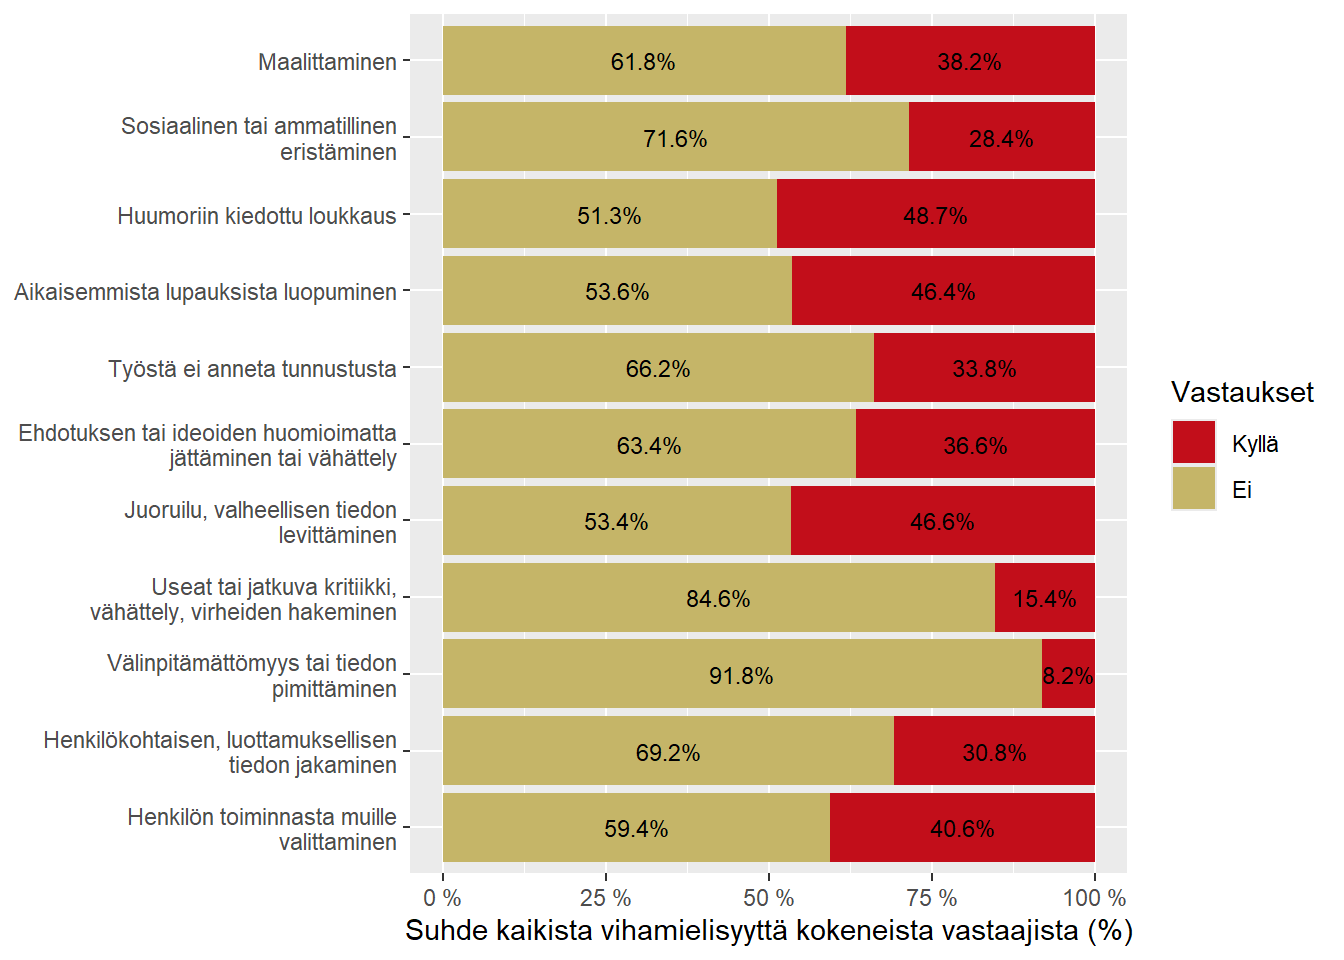 Maalittaminen
61.8%
38.2%
Sosiaalinen tai ammatillinen
eristäminen
71.6%
28.4%
Huumoriin kiedottu loukkaus
51.3%
48.7%
Aikaisemmista lupauksista luopuminen
53.6%
46.4%
Työstä ei anneta tunnustusta
66.2%
33.8%
Ehdotuksen tai ideoiden huomioimatta
jättäminen tai vähättely
63.4%
36.6%
Juoruilu, valheellisen tiedon
levittäminen
53.4%
46.6%
Useat tai jatkuva kritiikki,
vähättely, virheiden hakeminen
84.6%
15.4%
Välinpitämättömyys tai tiedon
pimittäminen
91.8%
8.2%
Henkilökohtaisen, luottamuksellisen
tiedon jakaminen
69.2%
30.8%
Henkilön toiminnasta muille
valittaminen
59.4%
40.6%
0 %
25 %
50 %
75 %
100 %
Suhde kaikista vihamielisyyttä kokeneista vastaajista (%)
Vastaukset
Kyllä
Ei